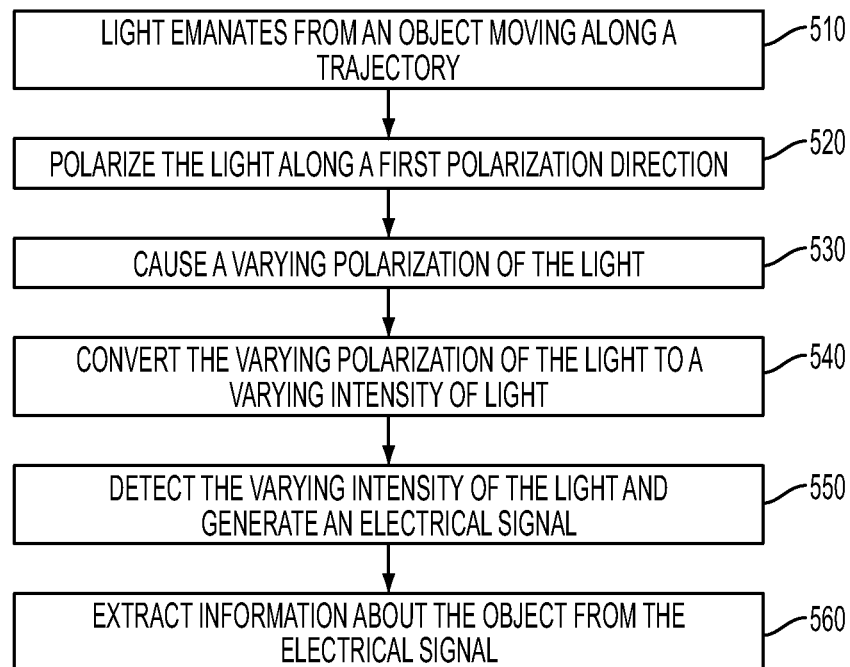 LIGHT EMANATES FROM AN OBJECT MOVING ALONG A
TRAJECTORY
510
POLARIZE THE LIGHT ALONG A FIRST POLARIZATION DIRECTION
520
CAUSE A VARYING POLARIZATION OF THE LIGHT
530
CONVERT THE VARYING POLARIZATION OF THE LIGHT TO A
VARYING INTENSITY OF LIGHT
540
DETECT THE VARYING INTENSITY OF THE LIGHT AND
GENERATE AN ELECTRICAL SIGNAL
550
EXTRACT INFORMATION ABOUT THE OBJECT FROM THE
ELECTRICAL SIGNAL
560